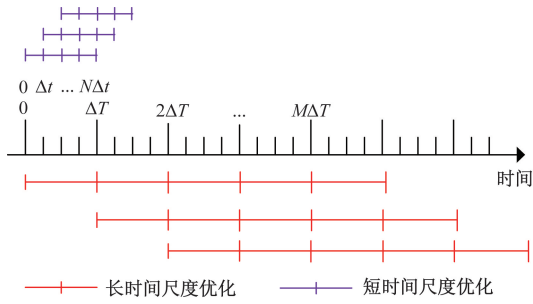 0 Δt ... NΔt
0 ΔT 2ΔT ... MΔT
时间
长时间尺度优化 短时间尺度优化